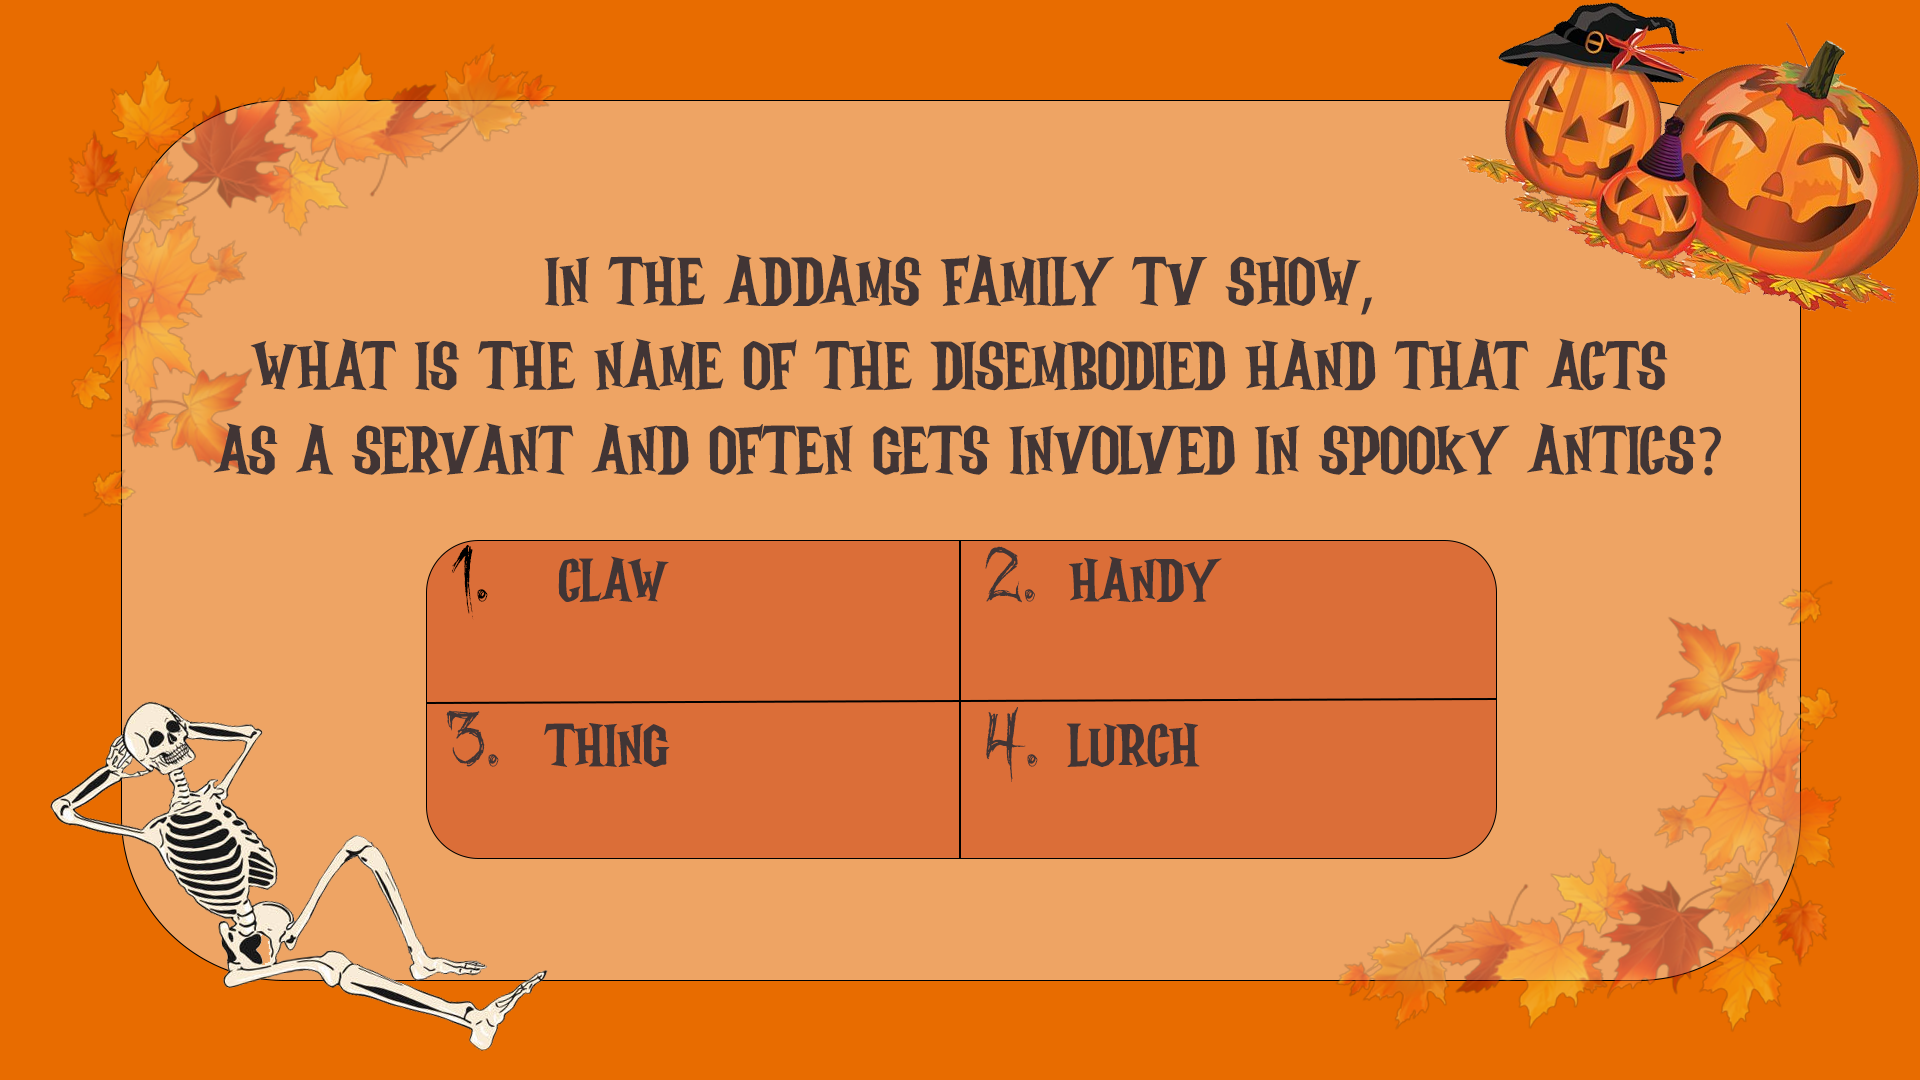 IN THE ADDAMS FAMILY TV SHOW,
WHAT IS THE NAME OF THE DISEMBODIED HAND THAT ACTS
AS A SERVANT AND OFTEN GETS INVOLVED IN SPOOKY ANTICS?
1. CLAW
2. HANDY
3. THING
4. LURCH